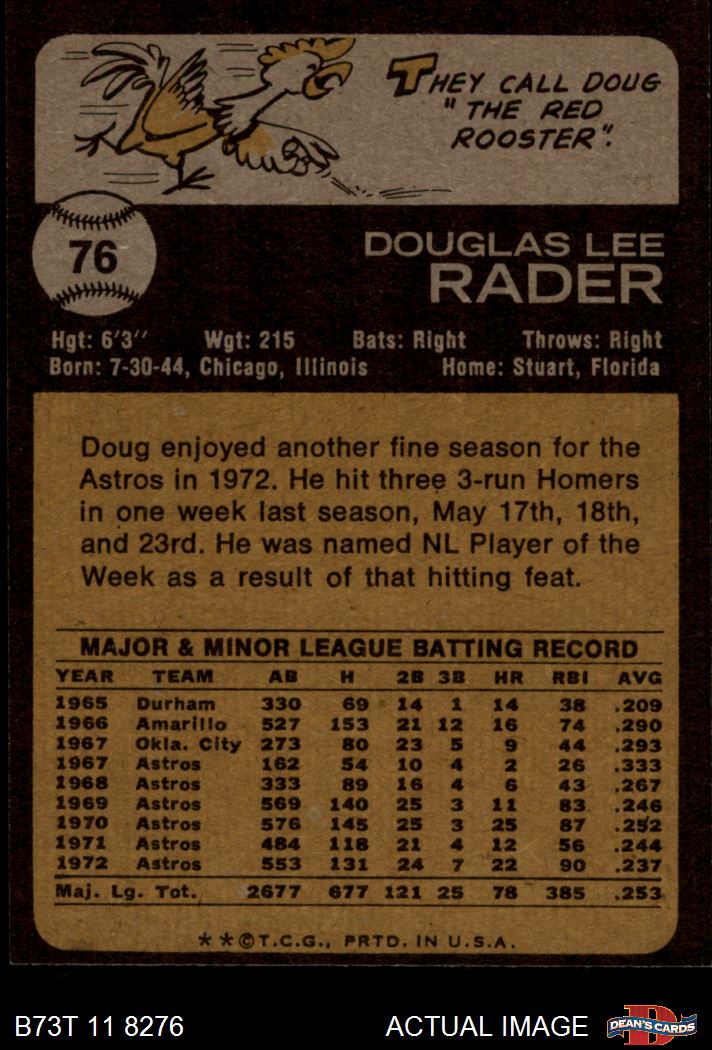 THEY CALL DOUG
"THE RED
ROOSTER".
76
DOUGLAS LEE
RADER
Hgt: 6'3" Wgt: 215 Bats: Right Throws: Right
Born: 7-30-44, Chicago, Illinois Home: Stuart, Florida
Doug enjoyed another fine season for the
Astros in 1972. He hit three 3-run Homers
in one week last season, May 17th, 18th,
and 23rd. He was named NL Player of the
Week as a result of that hitting feat.
MAJOR & MINOR LEAGUE BATTING RECORD
YEAR TEAM AB H 2B 3B HR RBI AVG
1965 Durham 330 69 14 1 14 38 .209
1966 Amarillo 527 153 21 12 16 74 .290
1967 Okla. City 273 80 23 5 9 44 .293
1967 Astros 162 54 10 4 2 26 .333
1968 Astros 333 89 16 4 6 43 .267
1969 Astros 569 140 25 3 11 83 .246
1970 Astros 576 145 25 3 25 87 .252
1971 Astros 484 118 21 4 12 56 .244
1972 Astros 553 131 24 7 22 90 .237
Maj. Lg. Tot. 2677 677 121 25 78 385 .253
**©T.C.G., PRTD. IN U.S.A.
B73T 11 8276 ACTUAL IMAGE
DEAN'S CARDS